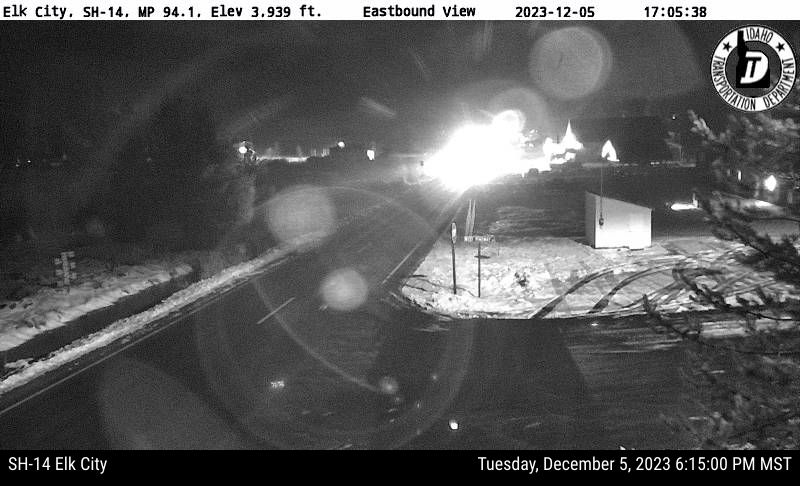 Elk City, SH-14, MP 94.1, Elev 3,939 ft. Eastbound View 2023-12-05 17:05:38
IDAHO
TRANSPORTATION DEPARTMENT
SH-14 Elk City Tuesday, December 5, 2023 6:15:00 PM MST